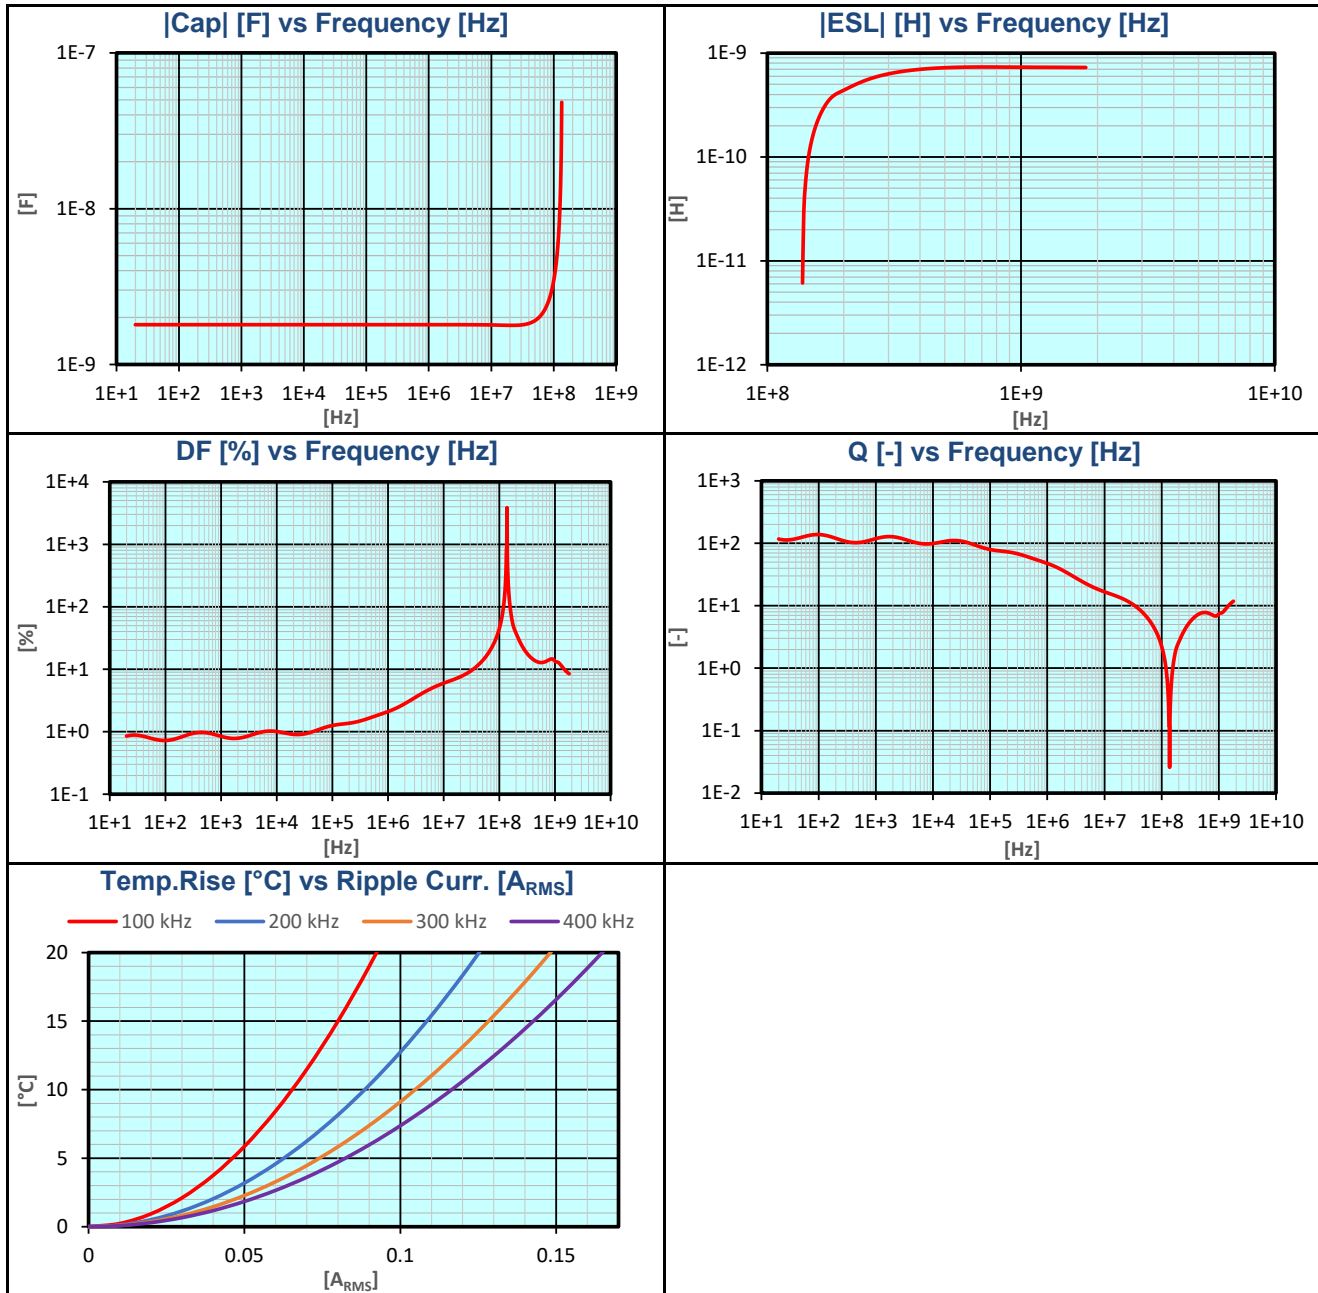 |Cap| [F] vs Frequency [Hz]
1E-7
1E-8
1E-9
[F]
1E+1 1E+2 1E+3 1E+4 1E+5 1E+6 1E+7 1E+8 1E+9
[Hz]
|ESL| [H] vs Frequency [Hz]
1E-9
1E-10
1E-11
1E-12
[H]
1E+8 1E+9 1E+10
[Hz]
DF [%] vs Frequency [Hz]
1E+4
1E+3
1E+2
1E+1
1E+0
1E-1
[%]
1E+1 1E+2 1E+3 1E+4 1E+5 1E+6 1E+7 1E+8 1E+9 1E+10
[Hz]
Q [-] vs Frequency [Hz]
1E+3
1E+2
1E+1
1E+0
1E-1
1E-2
[-]
1E+1 1E+2 1E+3 1E+4 1E+5 1E+6 1E+7 1E+8 1E+9 1E+10
[Hz]
Temp.Rise [°C] vs Ripple Curr. [ARMS]
100 kHz 200 kHz 300 kHz 400 kHz
20
15
10
5
0
[°C]
0 0.05 0.1 0.15
[ARMS]